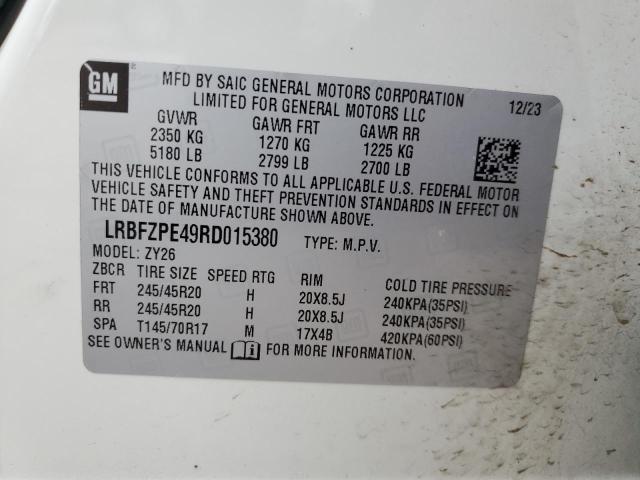 GM
MFD BY SAIC GENERAL MOTORS CORPORATION
LIMITED FOR GENERAL MOTORS LLC
12/23
GVWR GAWR FRT GAWR RR
2350 KG 1270 KG 1225 KG
5180 LB 2799 LB 2700 LB
THIS VEHICLE CONFORMS TO ALL APPLICABLE U.S. FEDERAL MOTOR
VEHICLE SAFETY AND THEFT PREVENTION STANDARDS IN EFFECT ON
THE DATE OF MANUFACTURE SHOWN ABOVE.
LRBFZPE49RD015380 TYPE: M.P.V.
MODEL: ZY26
ZBCR TIRE SIZE SPEED RTG RIM COLD TIRE PRESSURE
FRT 245/45R20 H 20X8.5J 240KPA(35PSI)
RR 245/45R20 H 20X8.5J 240KPA(35PSI)
SPA T145/70R17 M 17X4B 420KPA(60PSI)
SEE OWNER'S MANUAL FOR MORE INFORMATION.